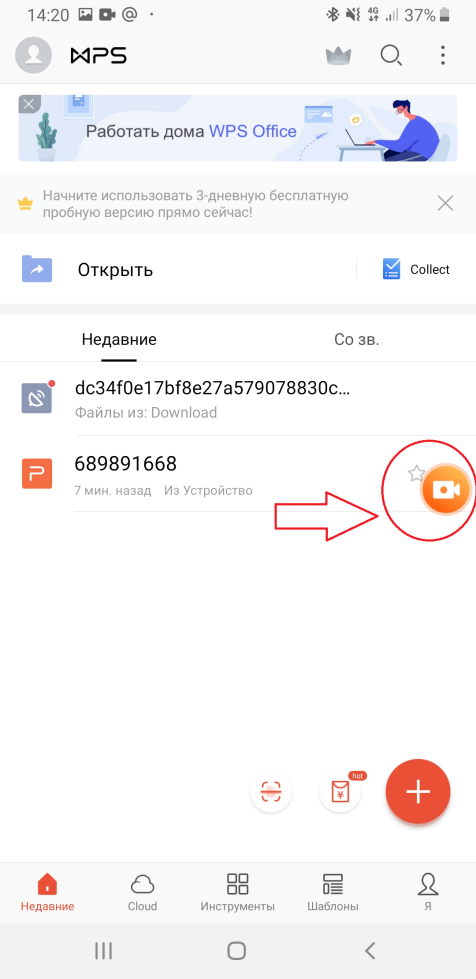 14:20
4G
37%
WPS
Работать дома WPS Office
Начните использовать 3-дневную бесплатную
пробную версию прямо сейчас!
Открыть
Collect
Недавние
Со зв.
dc34f0e17bf8e27a579078830c...
Файлы из: Download
P
689891668
7 мин. назад Из Устройство
hot
¥
Недавние
Cloud
Инструменты
Шаблоны
Я